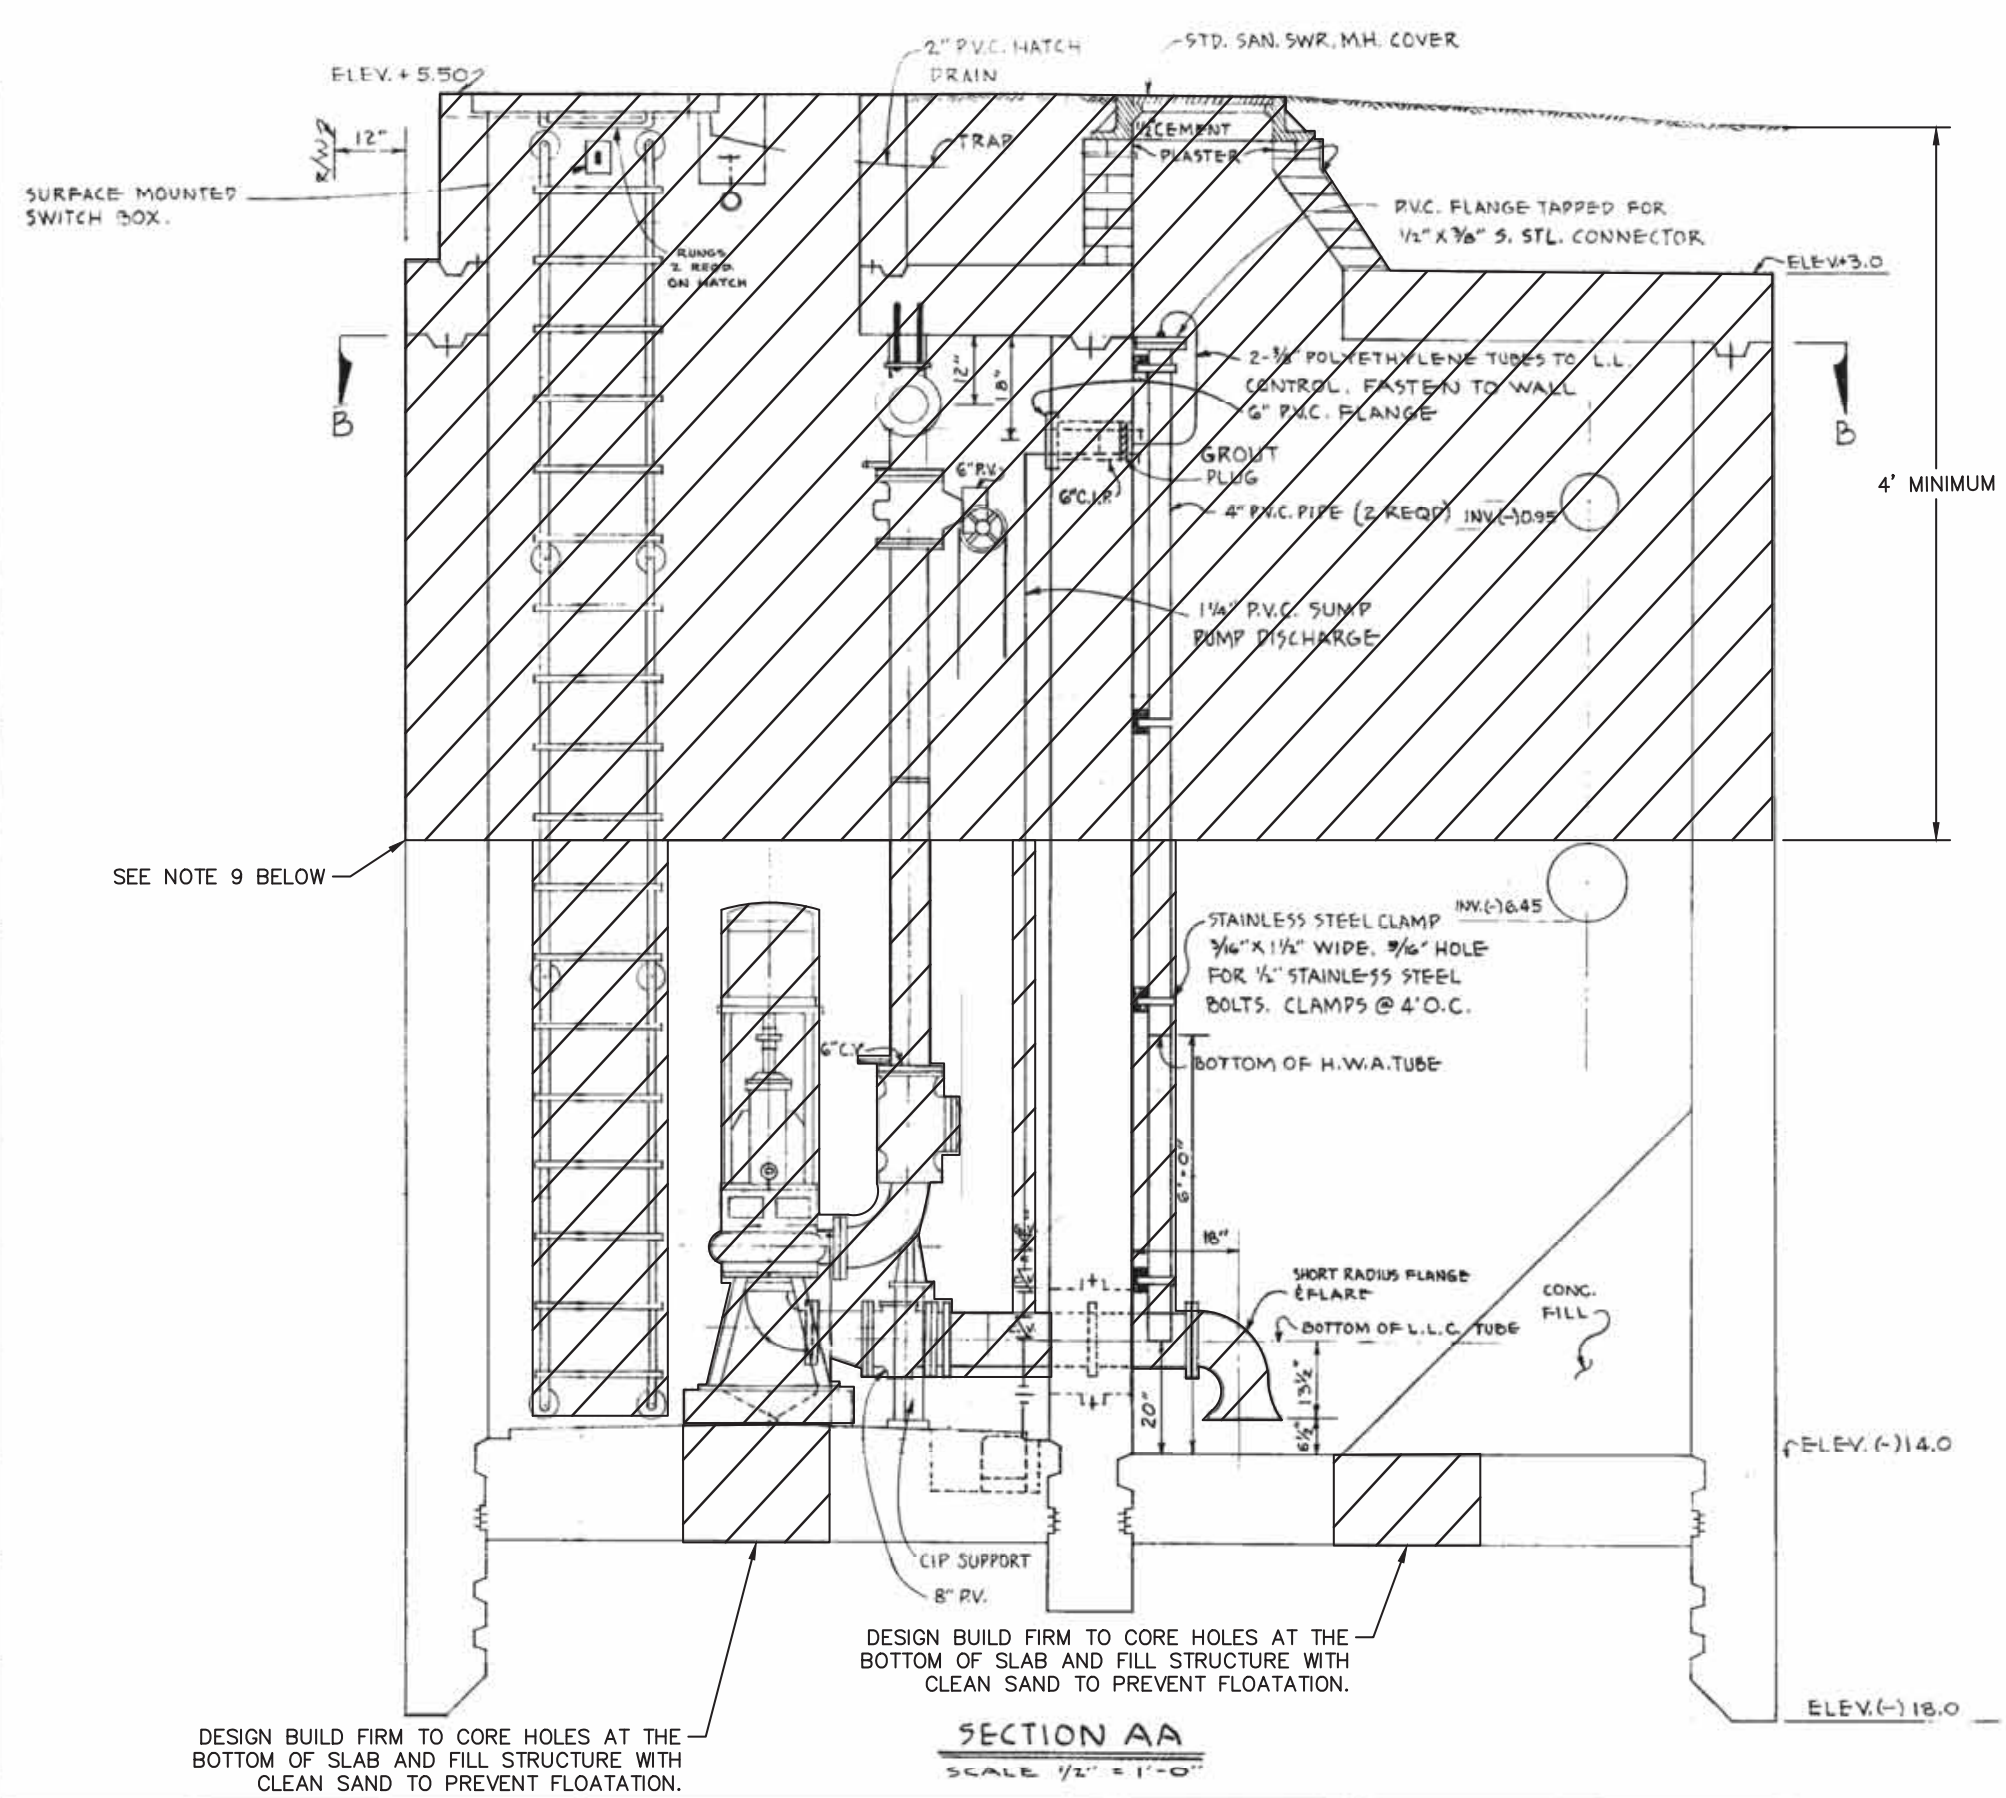 2" P.V.C. HATCH
DRAIN
STD. SAN. SWR. M.H. COVER
ELEV. + 5.50
R/W
12"
1/2" CEMENT
PLASTER
TRAP
SURFACE MOUNTED
SWITCH BOX.
P.V.C. FLANGE TAPPED FOR
1/2" X 3/8" S. STL. CONNECTOR
RUNGS
2 REQD.
ON HATCH
ELEV.+3.0
2-3/8" POLYETHYLENE TUBES TO L.L.
CONTROL. FASTEN TO WALL
6" P.V.C. FLANGE
12"
18"
B
B
GROUT
PLUG
6" P.V.
6" C.I.P.
4' MINIMUM
4" P.V.C. PIPE (2 REQD)
INV.(-)0.95
1 1/4" P.V.C. SUMP
PUMP DISCHARGE
SEE NOTE 9 BELOW
INV.(-)6.45
STAINLESS STEEL CLAMP
3/16" X 1 1/2" WIDE. 9/16" HOLE
FOR 1/2" STAINLESS STEEL
BOLTS. CLAMPS @ 4' O.C.
6" C.V.
BOTTOM OF H.W.A. TUBE
6'-0"
18"
SHORT RADIUS FLANGE
& FLARE
CONC.
FILL
BOTTOM OF L.L.C. TUBE
13 1/2"
20"
6 1/2"
ELEV. (-)14.0
CIP SUPPORT
8" P.V.
DESIGN BUILD FIRM TO CORE HOLES AT THE
BOTTOM OF SLAB AND FILL STRUCTURE WITH
CLEAN SAND TO PREVENT FLOATATION.
ELEV.(-)18.0
DESIGN BUILD FIRM TO CORE HOLES AT THE
BOTTOM OF SLAB AND FILL STRUCTURE WITH
CLEAN SAND TO PREVENT FLOATATION.
SECTION AA
SCALE 1/2" = 1'-0"